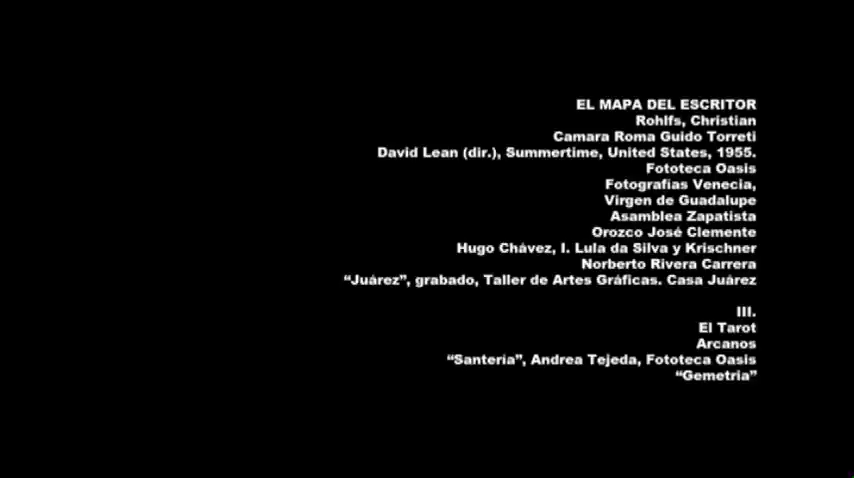 EL MAPA DEL ESCRITOR
Rohlfs, Christian
Camara Roma Guido Torreti
David Lean (dir.), Summertime, United States, 1955.
Fototeca Oasis
Fotografías Venecia,
Virgen de Guadalupe
Asamblea Zapatista
Orozco José Clemente
Hugo Chávez, I. Lula da Silva y Krischner
Norberto Rivera Carrera
“Juárez”, grabado, Taller de Artes Gráficas. Casa Juárez
III.
El Tarot
Arcanos
“Santería”, Andrea Tejeda, Fototeca Oasis
“Gemetria”